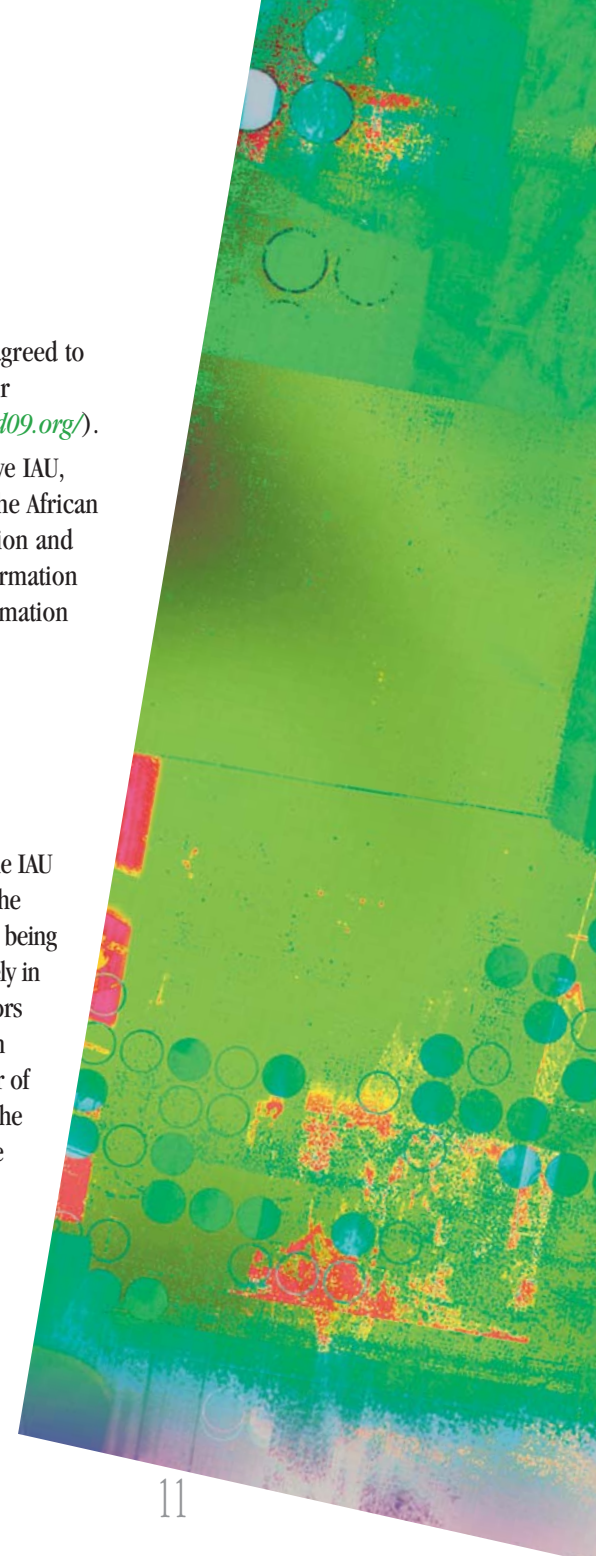 greed to
r
d09.org/).
ve IAU,
he African
ion and
rmation
mation
e IAU
he
being
ly in
ors
n
r of
he
e
11